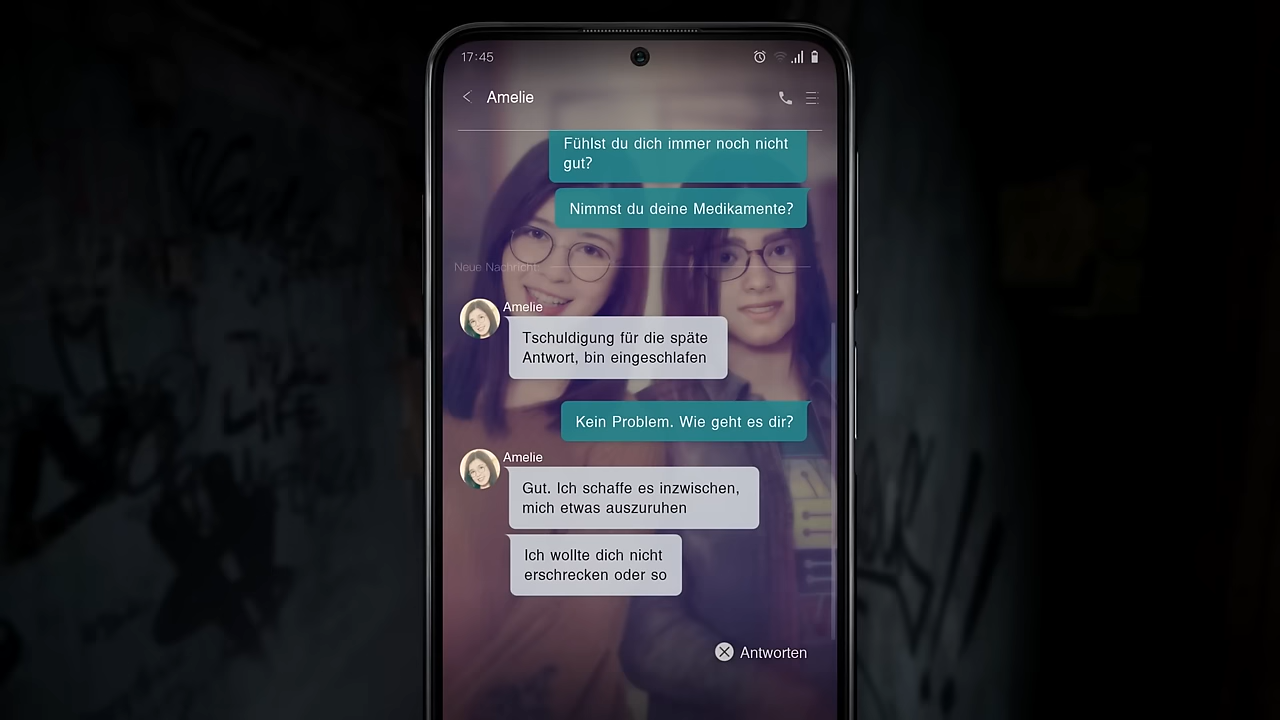 17:45
Amelie
Fühlst du dich immer noch nicht
gut?
Nimmst du deine Medikamente?
Neue Nachricht
Amelie
Tschuldigung für die späte
Antwort, bin eingeschlafen
Kein Problem. Wie geht es dir?
Amelie
Gut. Ich schaffe es inzwischen,
mich etwas auszuruhen
Ich wollte dich nicht
erschrecken oder so
Antworten
LIFE